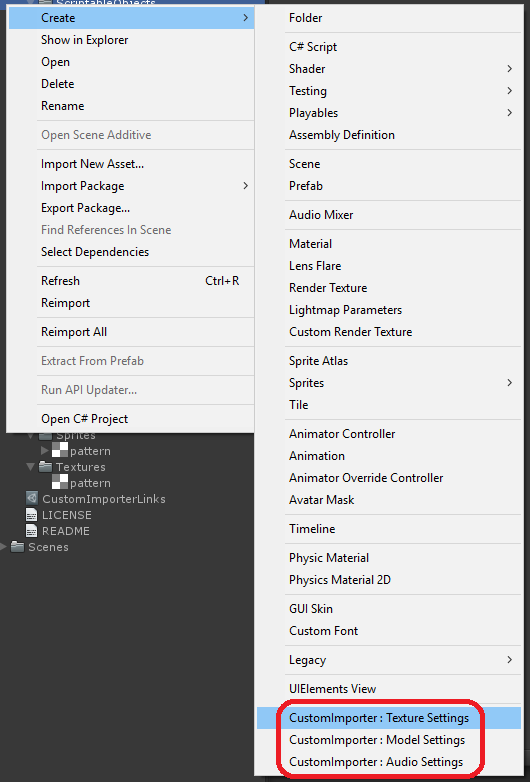 ScriptableObjects
Create
Show in Explorer
Open
Delete
Rename
Open Scene Additive
Import New Asset...
Import Package
Export Package...
Find References In Scene
Select Dependencies
Refresh Ctrl+R
Reimport
Reimport All
Extract From Prefab
Run API Updater...
Open C# Project
Sprites
pattern
Textures
pattern
CustomImporterLinks
LICENSE
README
Scenes
Folder
C# Script
Shader
Testing
Playables
Assembly Definition
Scene
Prefab
Audio Mixer
Material
Lens Flare
Render Texture
Lightmap Parameters
Custom Render Texture
Sprite Atlas
Sprites
Tile
Animator Controller
Animation
Animator Override Controller
Avatar Mask
Timeline
Physic Material
Physics Material 2D
GUI Skin
Custom Font
Legacy
UIElements View
CustomImporter : Texture Settings
CustomImporter : Model Settings
CustomImporter : Audio Settings